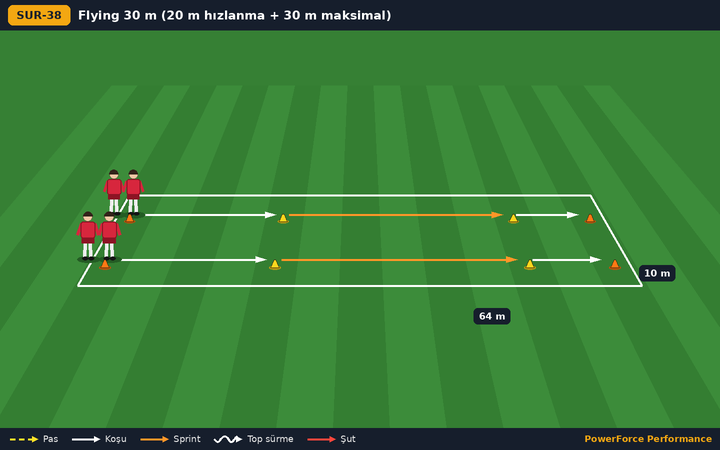 SUR-38 Flying 30 m (20 m hızlanma + 30 m maksimal)
10 m
64 m
Pas Koşu Sprint Top sürme Şut PowerForce Performance